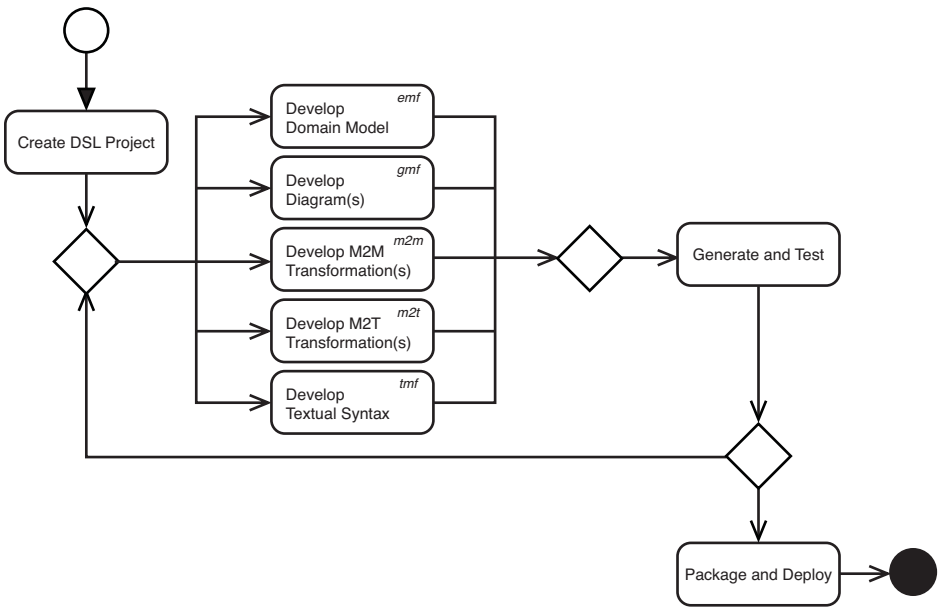 Create DSL Project
emf
Develop
Domain Model
gmf
Develop
Diagram(s)
m2m
Develop M2M
Transformation(s)
m2t
Develop M2T
Transformation(s)
tmf
Develop
Textual Syntax
Generate and Test
Package and Deploy